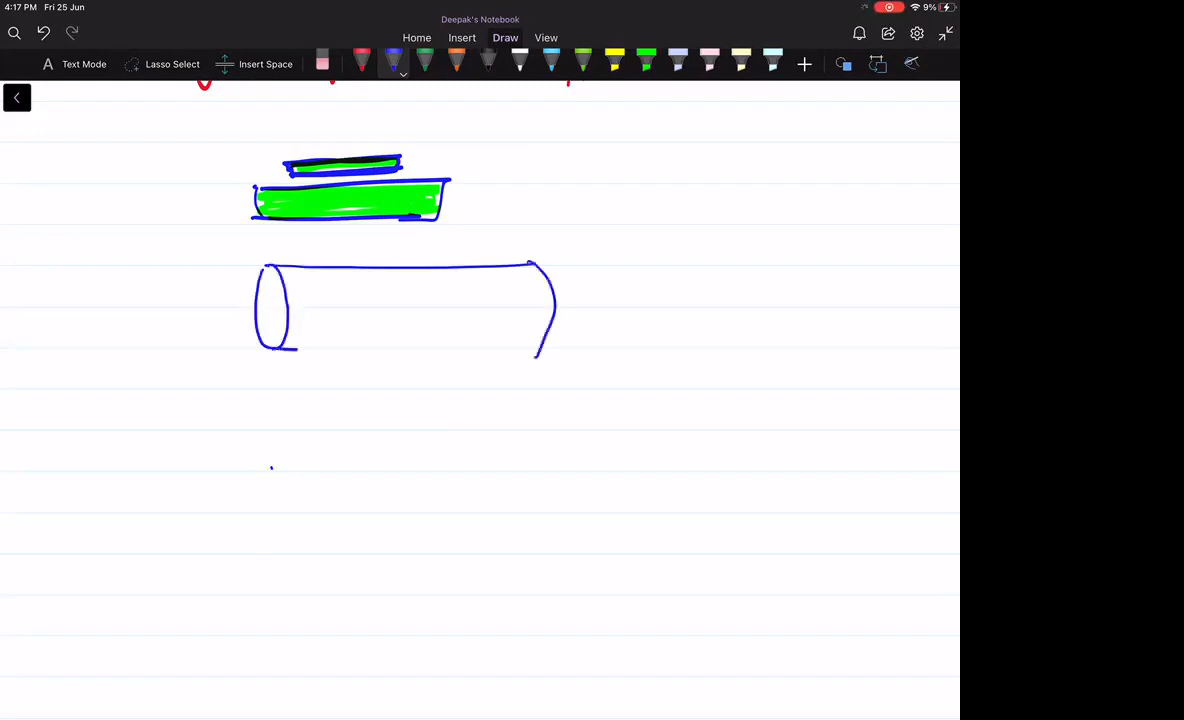 4:17 PM Fri 25 Jun
9%
Deepak's Notebook
Home Insert Draw View
A Text Mode Lasso Select Insert Space